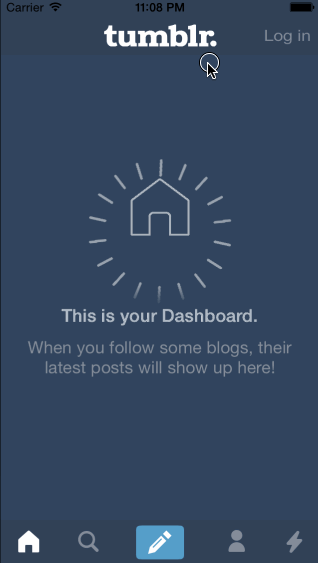 Carrier 11:08 PM
tumblr. Log in
This is your Dashboard.
When you follow some blogs, their
latest posts will show up here!